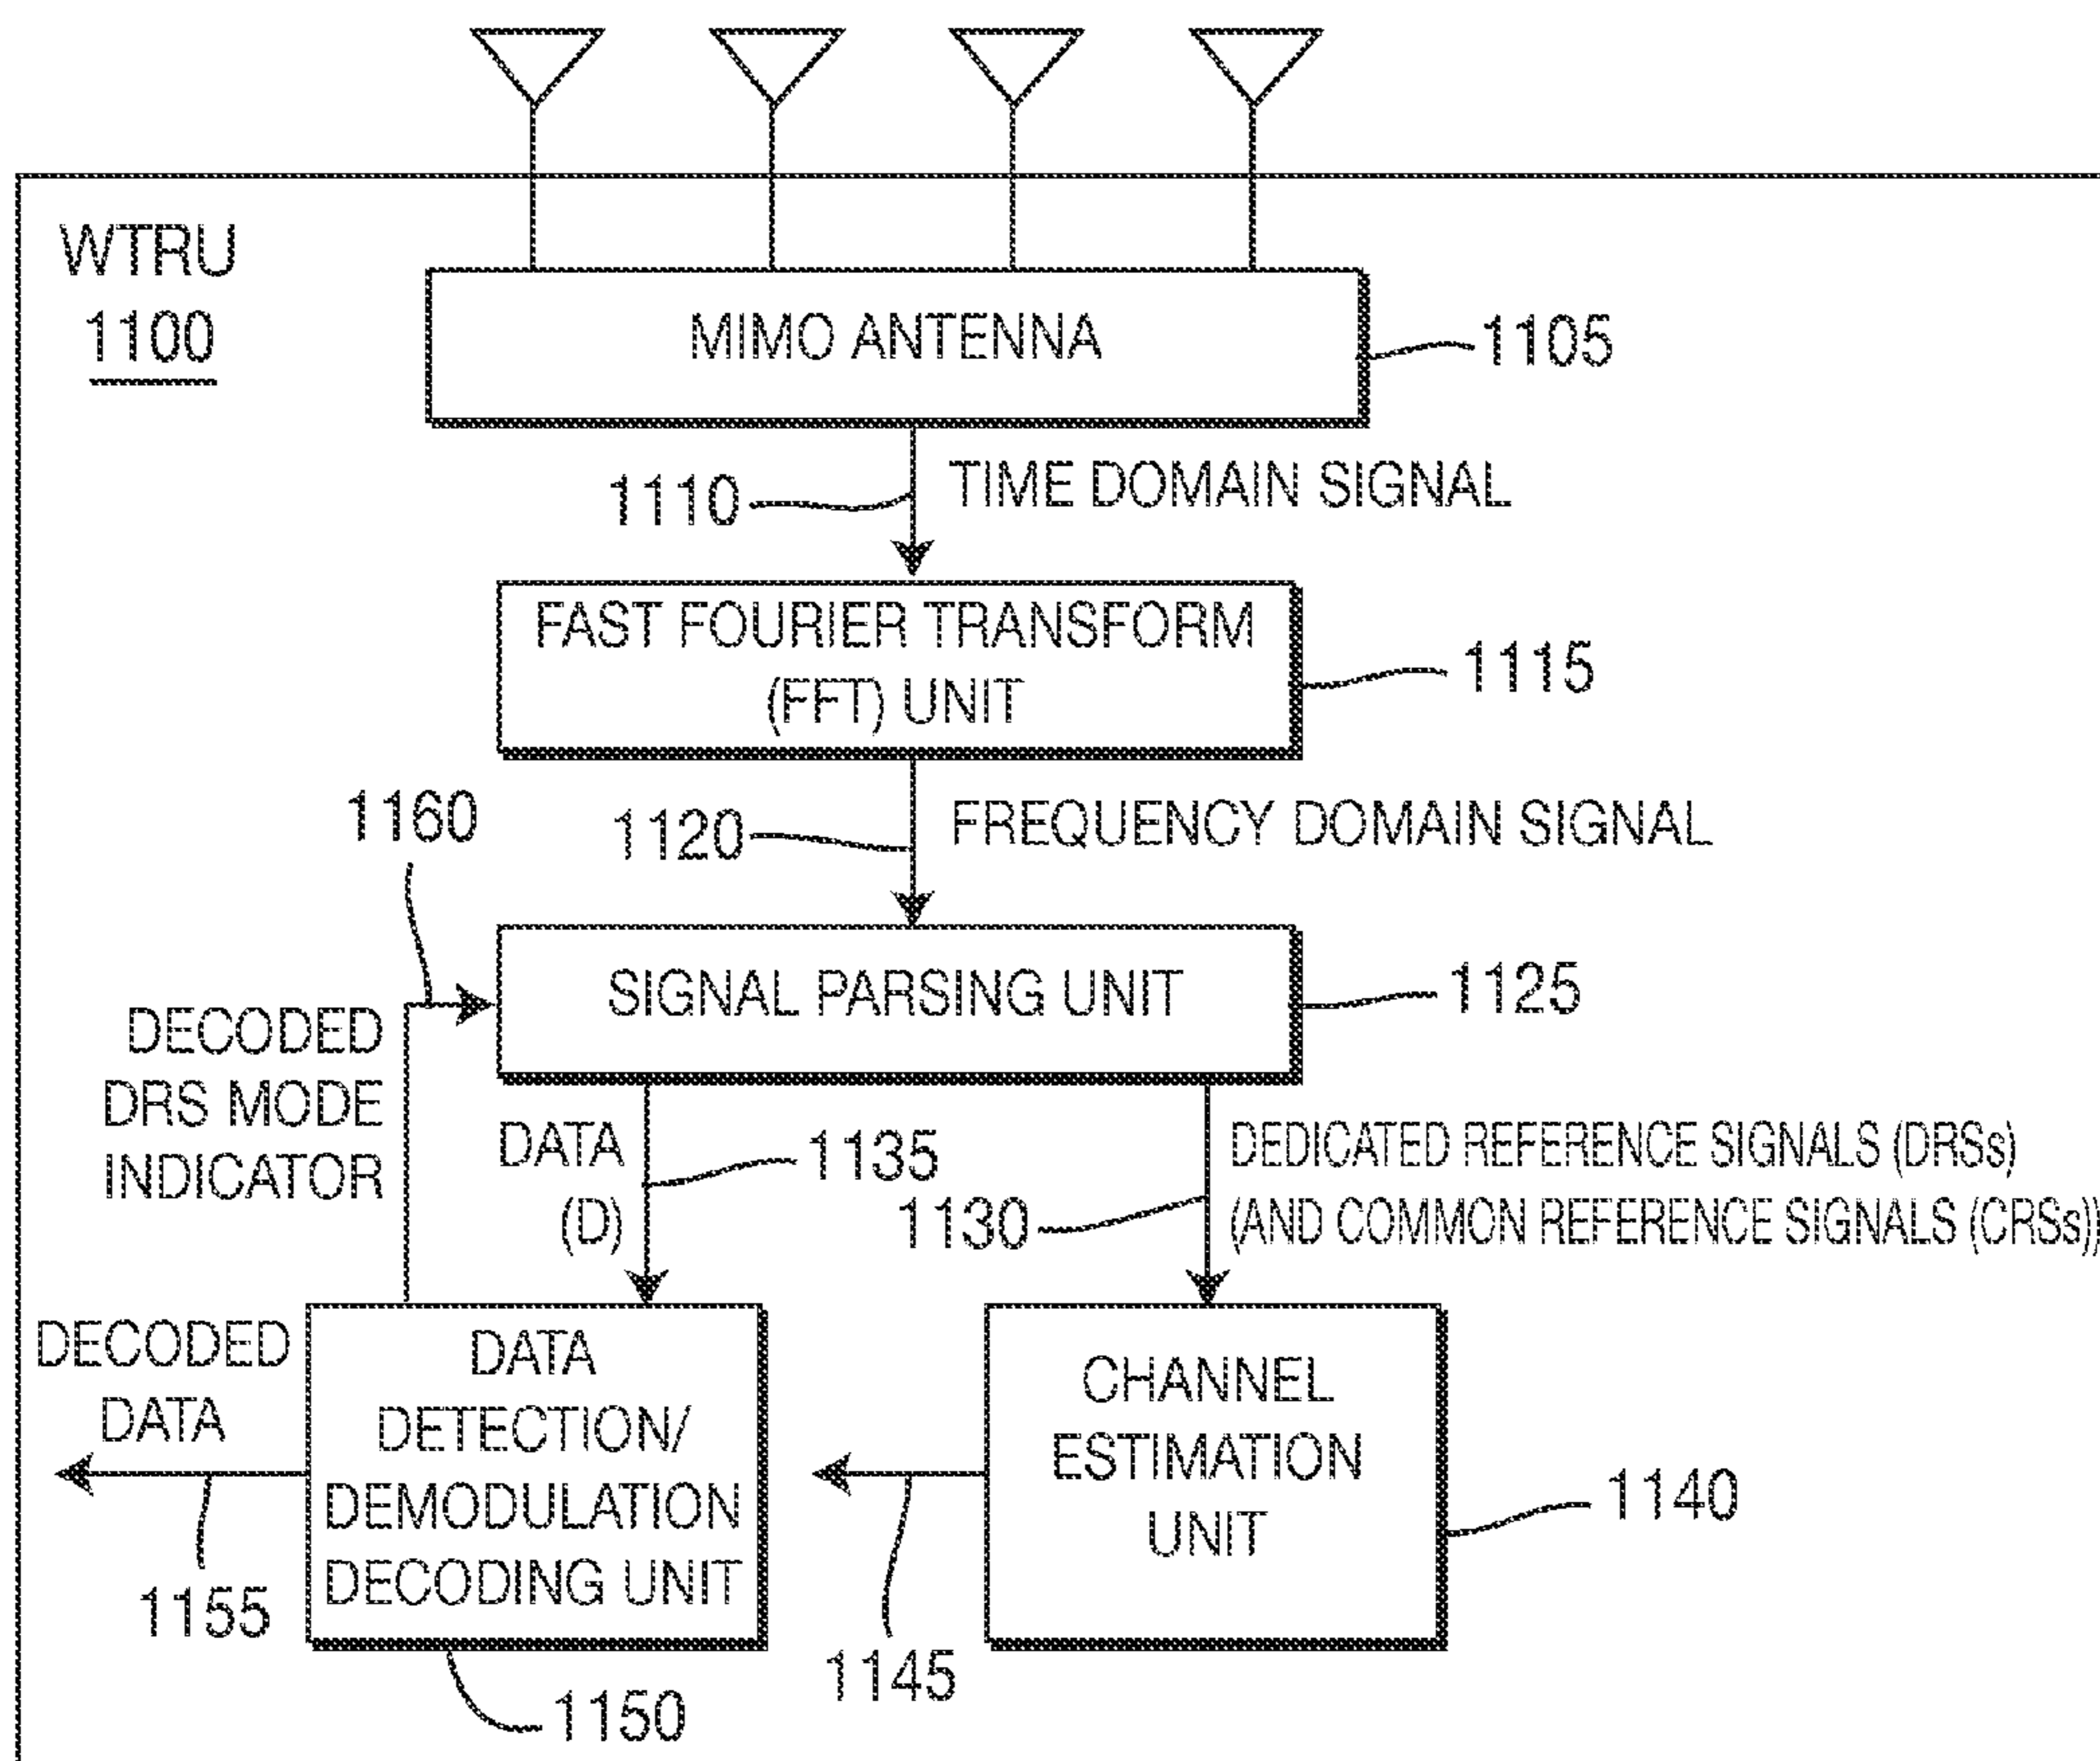 WTRU
1100
MIMO ANTENNA
1105
1110
TIME DOMAIN SIGNAL
FAST FOURIER TRANSFORM
(FFT) UNIT
1115
1160
1120
FREQUENCY DOMAIN SIGNAL
SIGNAL PARSING UNIT
1125
DECODED
DRS MODE
INDICATOR
DATA
(D)
1135
1130
DEDICATED REFERENCE SIGNALS (DRSs)
(AND COMMON REFERENCE SIGNALS (CRSs))
DECODED
DATA
DATA
DETECTION/
DEMODULATION
DECODING UNIT
CHANNEL
ESTIMATION
UNIT
1140
1155
1145
1150